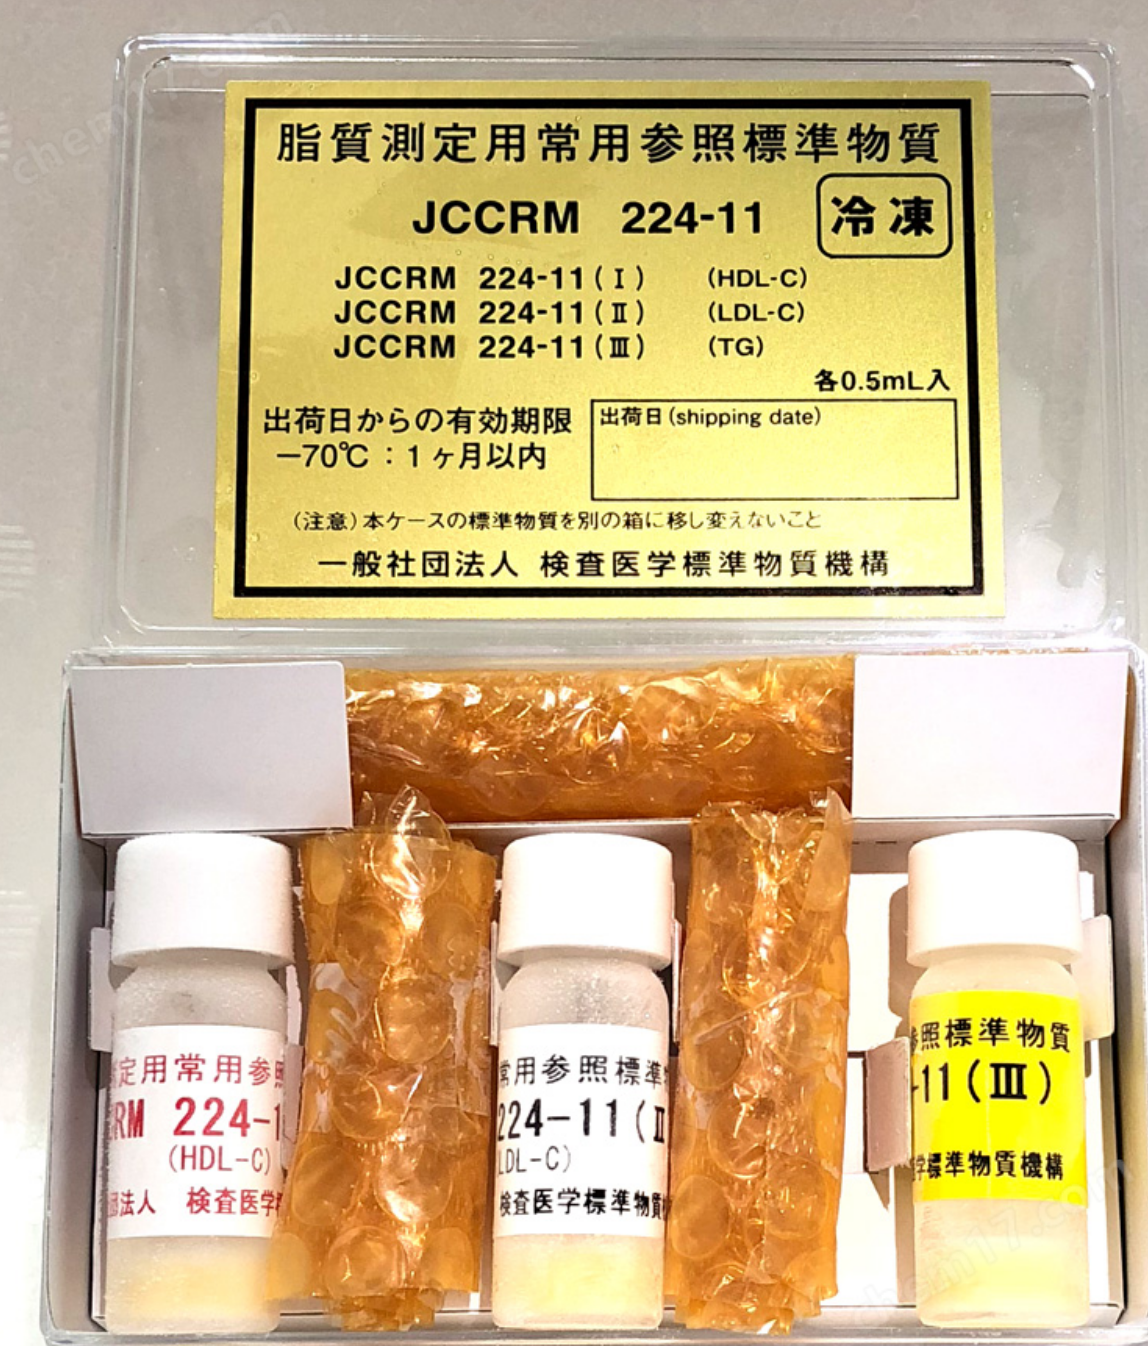 脂質測定用常用参照標準物質
JCCRM 224-11
冷凍
JCCRM 224-11(Ⅰ) (HDL-C)
JCCRM 224-11(Ⅱ) (LDL-C)
JCCRM 224-11(Ⅲ) (TG)
各0.5mL入
出荷日からの有効期限
−70℃：1ヶ月以内
出荷日(shipping date)
(注意)本ケースの標準物質を別の箱に移し変えないこと
一般社団法人 検査医学標準物質機構
定用常用参照
RM 224-1
(HDL-C)
団法人 検査医学
常用参照標準
224-11(Ⅱ
LDL-C)
検査医学標準物質
参照標準物質
-11(Ⅲ)
学標準物質機構
chem17.com